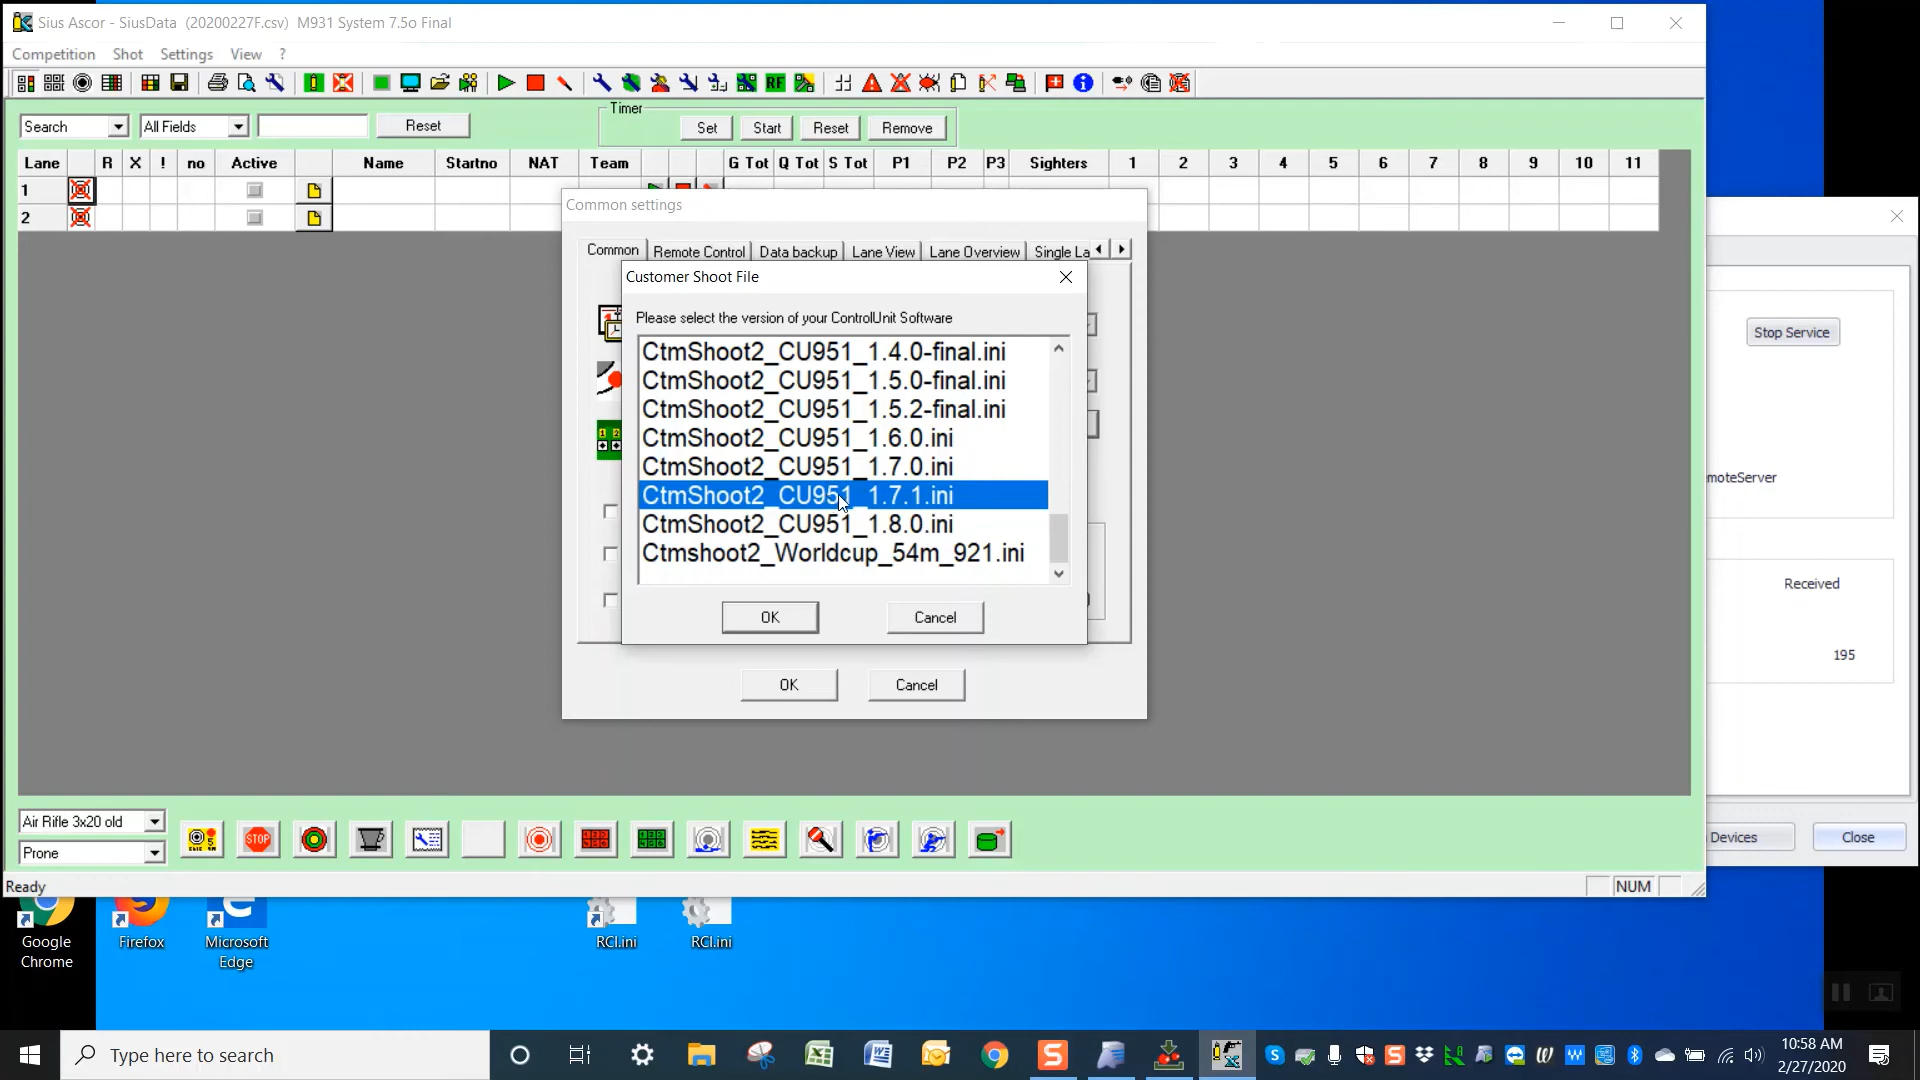 Sius Ascor - SiusData (20200227F.csv) M931 System 7.5o Final
Competition Shot Settings View ?
RF
Timer
Search All Fields Reset Set Start Reset Remove
Lane R X ! no Active Name Startno NAT Team G Tot Q Tot S Tot P1 P2 P3 Sighters 1 2 3 4 5 6 7 8 9 10 11
1
2
Common settings
Common Remote Control Data backup Lane View Lane Overview Single La
Customer Shoot File
Please select the version of your ControlUnit Software
CtmShoot2_CU951_1.4.0-final.ini
CtmShoot2_CU951_1.5.0-final.ini
CtmShoot2_CU951_1.5.2-final.ini
CtmShoot2_CU951_1.6.0.ini
CtmShoot2_CU951_1.7.0.ini
CtmShoot2_CU951_1.7.1.ini
CtmShoot2_CU951_1.8.0.ini
Ctmshoot2_Worldcup_54m_921.ini
OK Cancel
OK Cancel
Stop Service
moteServer
Received
195
Devices Close
Air Rifle 3x20 old
Prone
STOP
Ready
NUM
Google Chrome
Firefox
Microsoft Edge
RCI.ini
RCI.ini
Type here to search
10:58 AM
2/27/2020